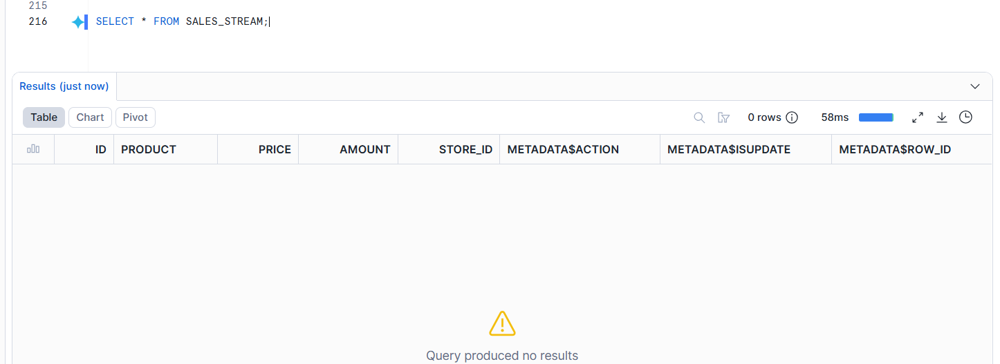 215
216 SELECT * FROM SALES_STREAM;
Results (just now)
Table Chart Pivot 0 rows 58ms
ID PRODUCT PRICE AMOUNT STORE_ID METADATA$ACTION METADATA$ISUPDATE METADATA$ROW_ID
Query produced no results